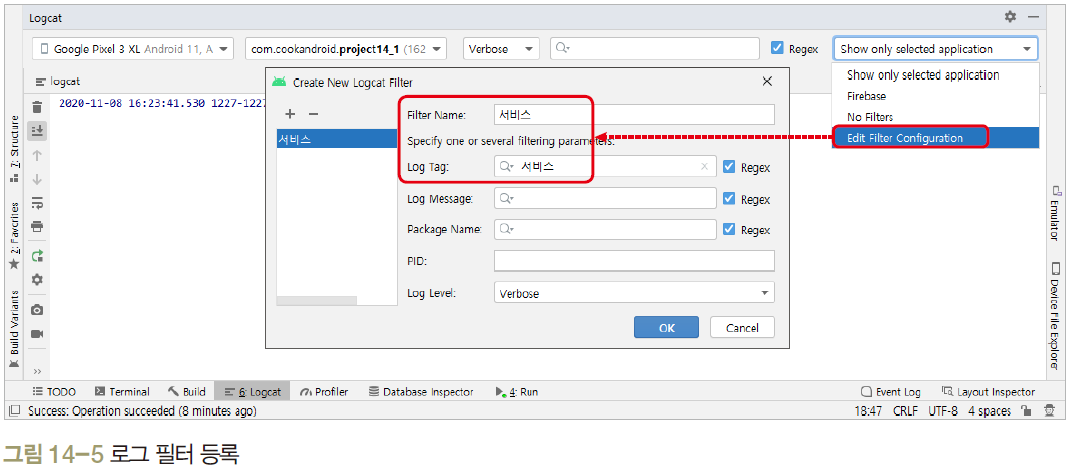 Logcat
Google Pixel 3 XL Android 11, A
com.cookandroid.project14_1 (162
Verbose
Regex
Show only selected application
logcat
2020-11-08 16:23:41.530 1227-1227
Show only selected application
Firebase
No Filters
Edit Filter Configuration
Create New Logcat Filter
서비스
Filter Name: 서비스
Specify one or several filtering parameters:
Log Tag: 서비스 Regex
Log Message: Regex
Package Name: Regex
PID:
Log Level: Verbose
OK Cancel
7: Structure
2: Favorites
Build Variants
Emulator
Device File Explorer
TODO Terminal Build 6: Logcat Profiler Database Inspector 4: Run Event Log Layout Inspector
Success: Operation succeeded (8 minutes ago) 18:47 CRLF UTF-8 4 spaces
그림 14-5 로그 필터 등록